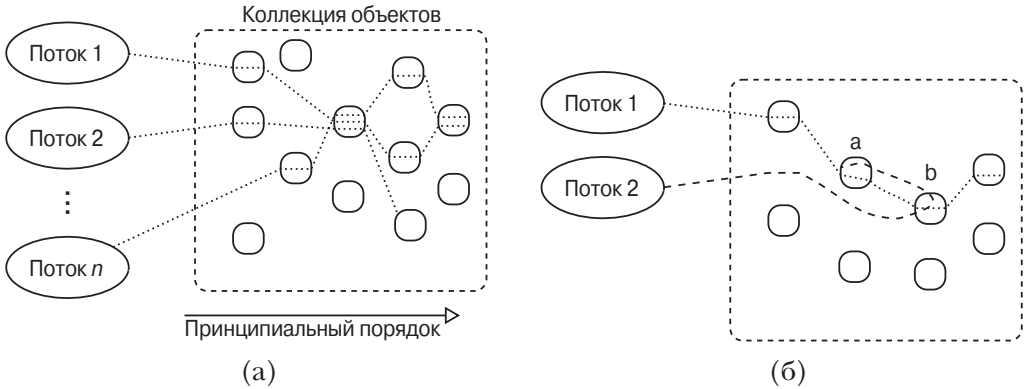 Коллекция объектов
Поток 1
Поток 2
⋮
Поток n
Принципиальный порядок
(а)
Поток 1
Поток 2
a
b
(б)